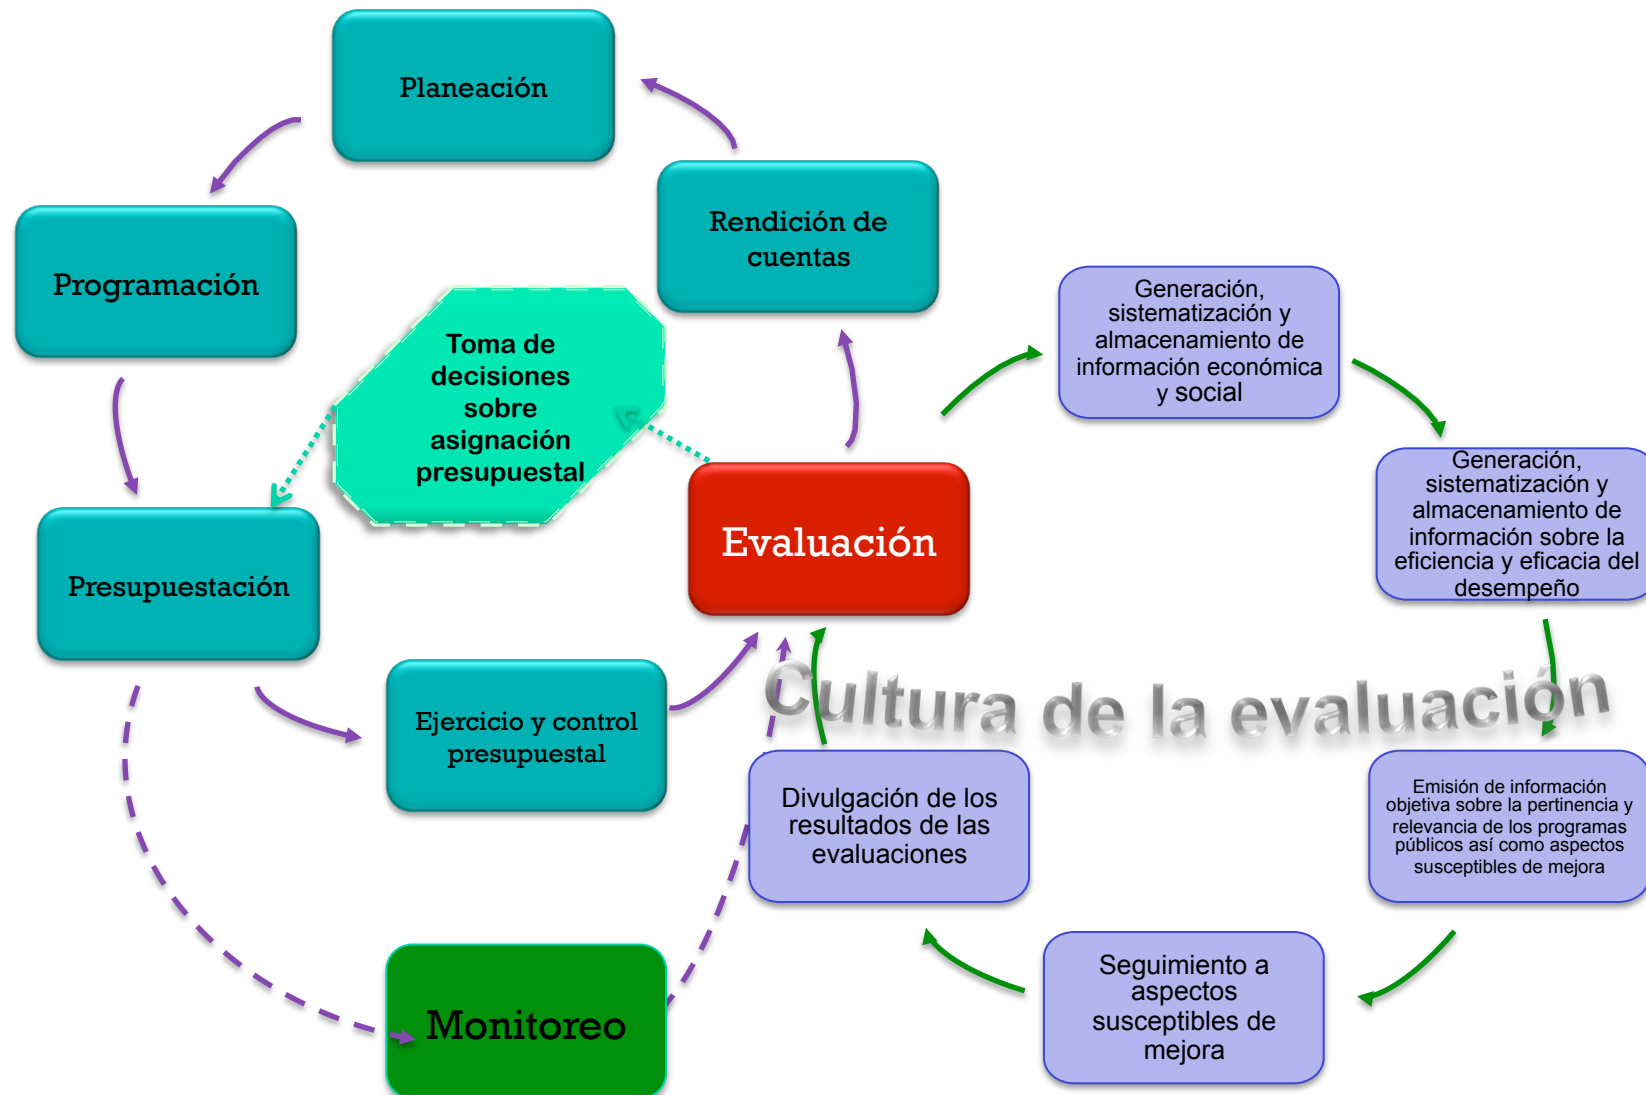 Planeación
Rendición de
cuentas
Programación
Toma de
decisiones
sobre
asignación
presupuestal
Presupuestación
Ejercicio y control
presupuestal
Monitoreo
Evaluación
Generación,
sistematización y
almacenamiento de
información económica
y social
Generación,
sistematización y
almacenamiento de
información sobre la
eficiencia y eficacia del
desempeño
Cultura de la evaluación
Emisión de información
objetiva sobre la pertinencia y
relevancia de los programas
públicos así como aspectos
susceptibles de mejora
Seguimiento a
aspectos
susceptibles de
mejora
Divulgación de los
resultados de las
evaluaciones